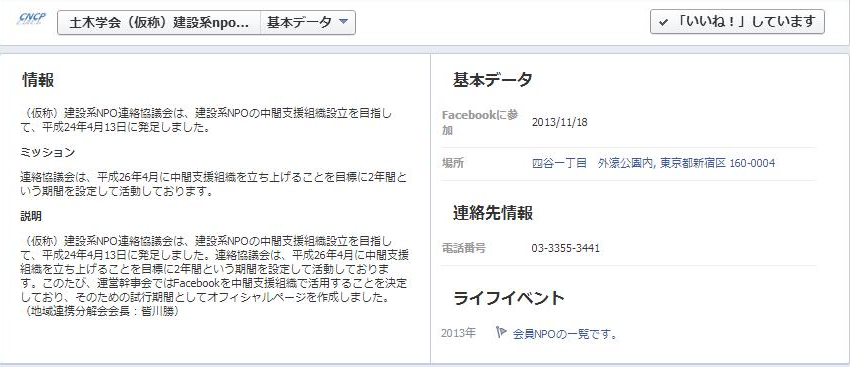 CNCP
土木学会（仮称）建設系npo...
基本データ
「いいね！」しています
情報
（仮称）建設系NPO連絡協議会は、建設系NPOの中間支援組織設立を目指し
て、平成24年4月13日に発足しました。
ミッション
連絡協議会は、平成26年4月に中間支援組織を立ち上げることを目標に2年間と
いう期間を設定して活動しております。
説明
（仮称）建設系NPO連絡協議会は、建設系NPOの中間支援組織設立を目指し
て、平成24年4月13日に発足しました。連絡協議会は、平成26年4月に中間支援
組織を立ち上げることを目標に2年間という期間を設定して活動しておりま
す。このたび、運営幹事会ではFacebookを中間支援組織で活用することを決定
しており、そのための試行期間としてオフィシャルページを作成しました。
（地域連携分解会会長：皆川勝）
基本データ
Facebookに参
加
2013/11/18
場所
四谷一丁目　外濠公園内, 東京都新宿区 160-0004
連絡先情報
電話番号
03-3355-3441
ライフイベント
2013年
会員NPOの一覧です。